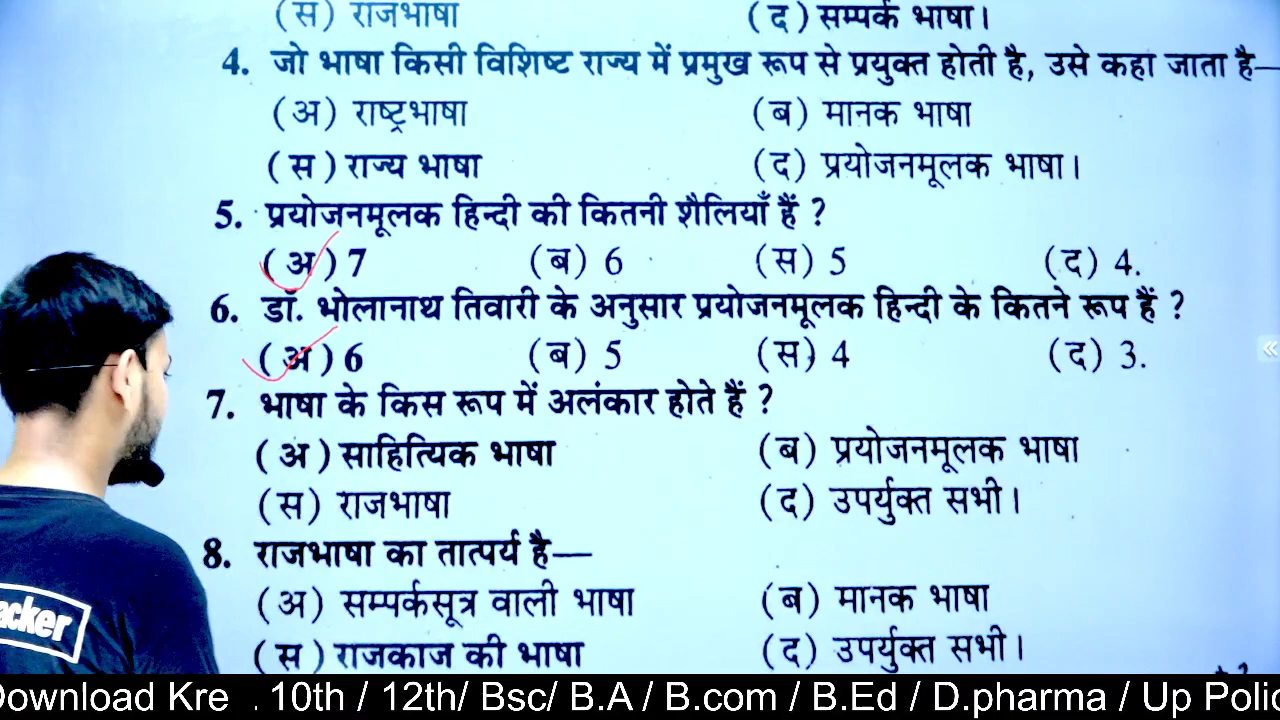 (स) राजभाषा (द) सम्पर्क भाषा।
4. जो भाषा किसी विशिष्ट राज्य में प्रमुख रूप से प्रयुक्त होती है, उसे कहा जाता है—
(अ) राष्ट्रभाषा (ब) मानक भाषा
(स) राज्य भाषा (द) प्रयोजनमूलक भाषा।
5. प्रयोजनमूलक हिन्दी की कितनी शैलियाँ हैं ?
(अ) 7 (ब) 6 (स) 5 (द) 4.
6. डॉ. भोलानाथ तिवारी के अनुसार प्रयोजनमूलक हिन्दी के कितने रूप हैं ?
(अ) 6 (ब) 5 (स) 4 (द) 3.
7. भाषा के किस रूप में अलंकार होते हैं ?
(अ) साहित्यिक भाषा (ब) प्रयोजनमूलक भाषा
(स) राजभाषा (द) उपर्युक्त सभी।
8. राजभाषा का तात्पर्य है—
(अ) सम्पर्कसूत्र वाली भाषा (ब) मानक भाषा
(स) राजकाज की भाषा (द) उपर्युक्त सभी।
acker
Download Kre . 10th / 12th/ Bsc/ B.A / B.com / B.Ed / D.pharma / Up Polic